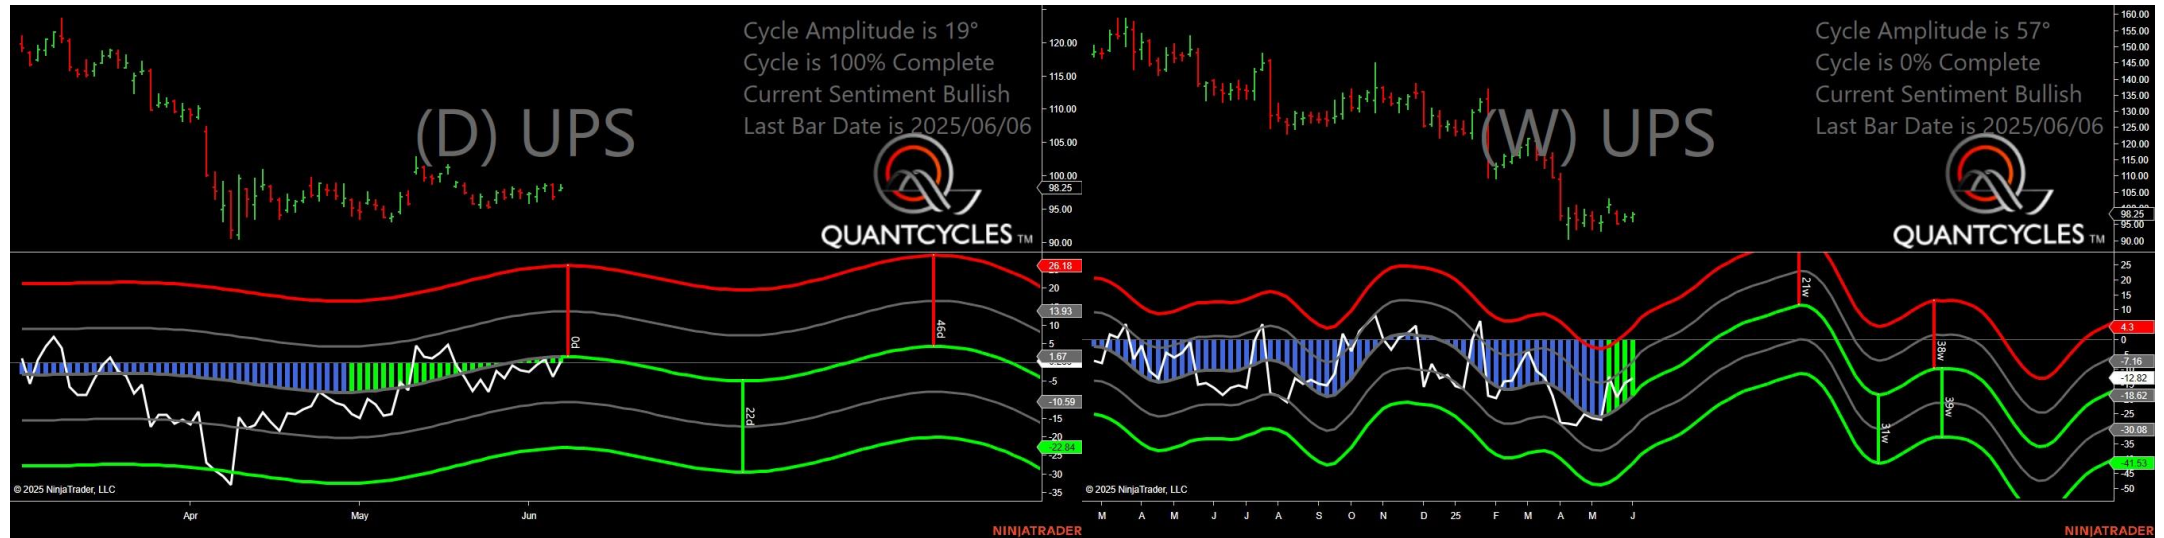 Cycle Amplitude is 19°
Cycle is 100% Complete
Current Sentiment Bullish
Last Bar Date is 2025/06/06
(D) UPS
QUANTCYCLES TM
120.00
115.00
110.00
105.00
100.00
98.25
95.00
90.00
26.18
20
13.93
10
5
1.67
-5
-10.59
-15
-20
-22.84
-25
-30
-35
0d
22d
46d
© 2025 NinjaTrader, LLC
Apr May Jun
NINJATRADER
Cycle Amplitude is 57°
Cycle is 0% Complete
Current Sentiment Bullish
Last Bar Date is 2025/06/06
(W) UPS
QUANTCYCLES TM
160.00
155.00
150.00
145.00
140.00
135.00
130.00
125.00
120.00
115.00
110.00
105.00
98.25
95.00
90.00
25
20
15
10
4.3
0
-7.16
-12.82
-18.62
-25
-30.08
-35
-41.53
-45
-50
21w
31w
38w
39w
© 2025 NinjaTrader, LLC
M A M J J A S O N D 25 F M A M J
NINJATRADER